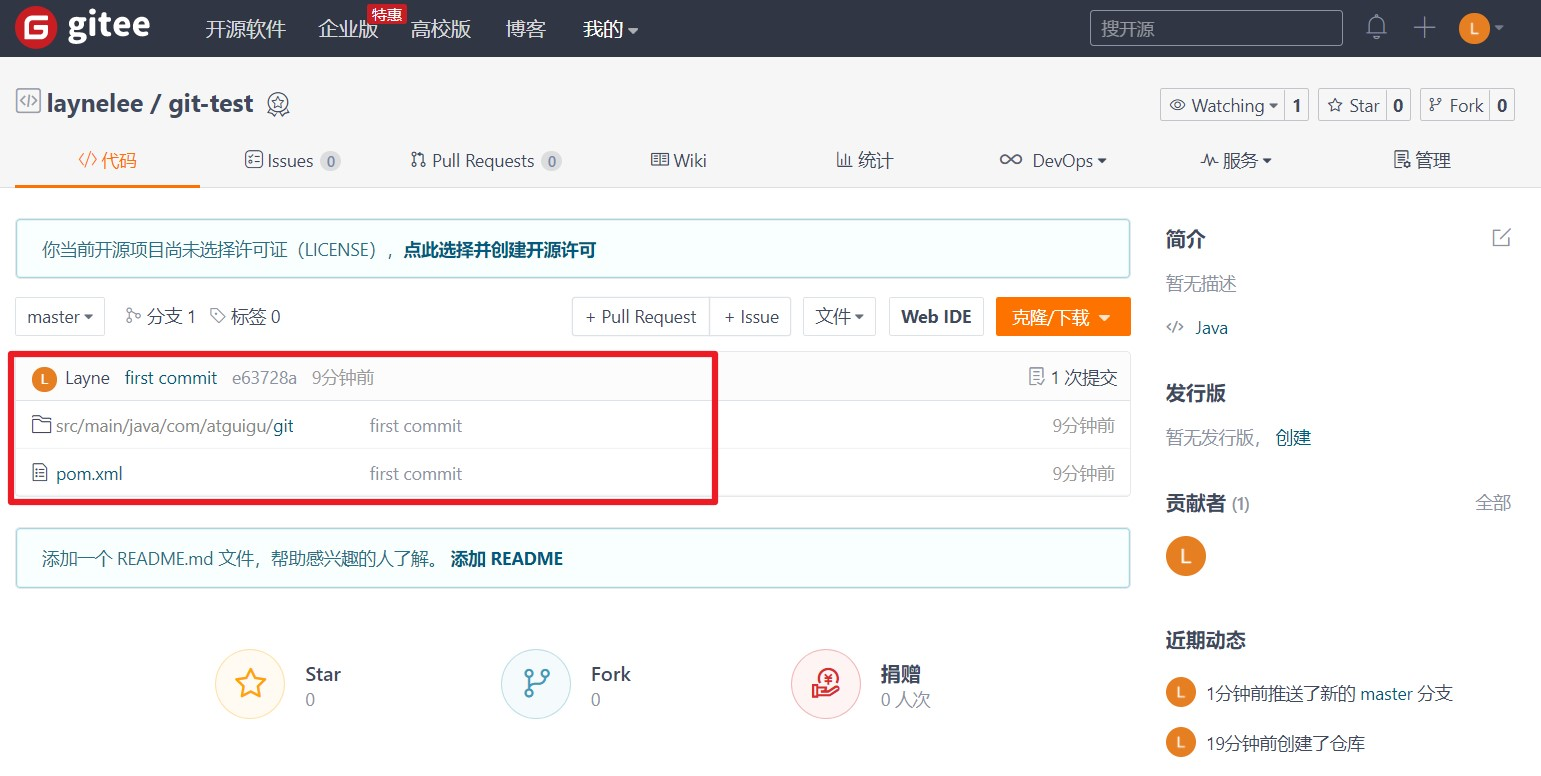 gitee 开源软件 企业版 特惠 高校版 博客 我的 搜开源 L
laynelee / git-test Watching 1 Star 0 Fork 0
代码 Issues 0 Pull Requests 0 Wiki 统计 DevOps 服务 管理
你当前开源项目尚未选择许可证（LICENSE），点此选择并创建开源许可
master 分支 1 标签 0 + Pull Request + Issue 文件 Web IDE 克隆/下载
L Layne first commit e63728a 9分钟前 1 次提交
src/main/java/com/atguigu/git first commit 9分钟前
pom.xml first commit 9分钟前
添加一个 README.md 文件，帮助感兴趣的人了解。 添加 README
Star
0
Fork
0
捐赠
0 人次
简介
暂无描述
Java
发行版
暂无发行版， 创建
贡献者 (1) 全部
L
近期动态
L 1分钟前推送了新的 master 分支
L 19分钟前创建了仓库